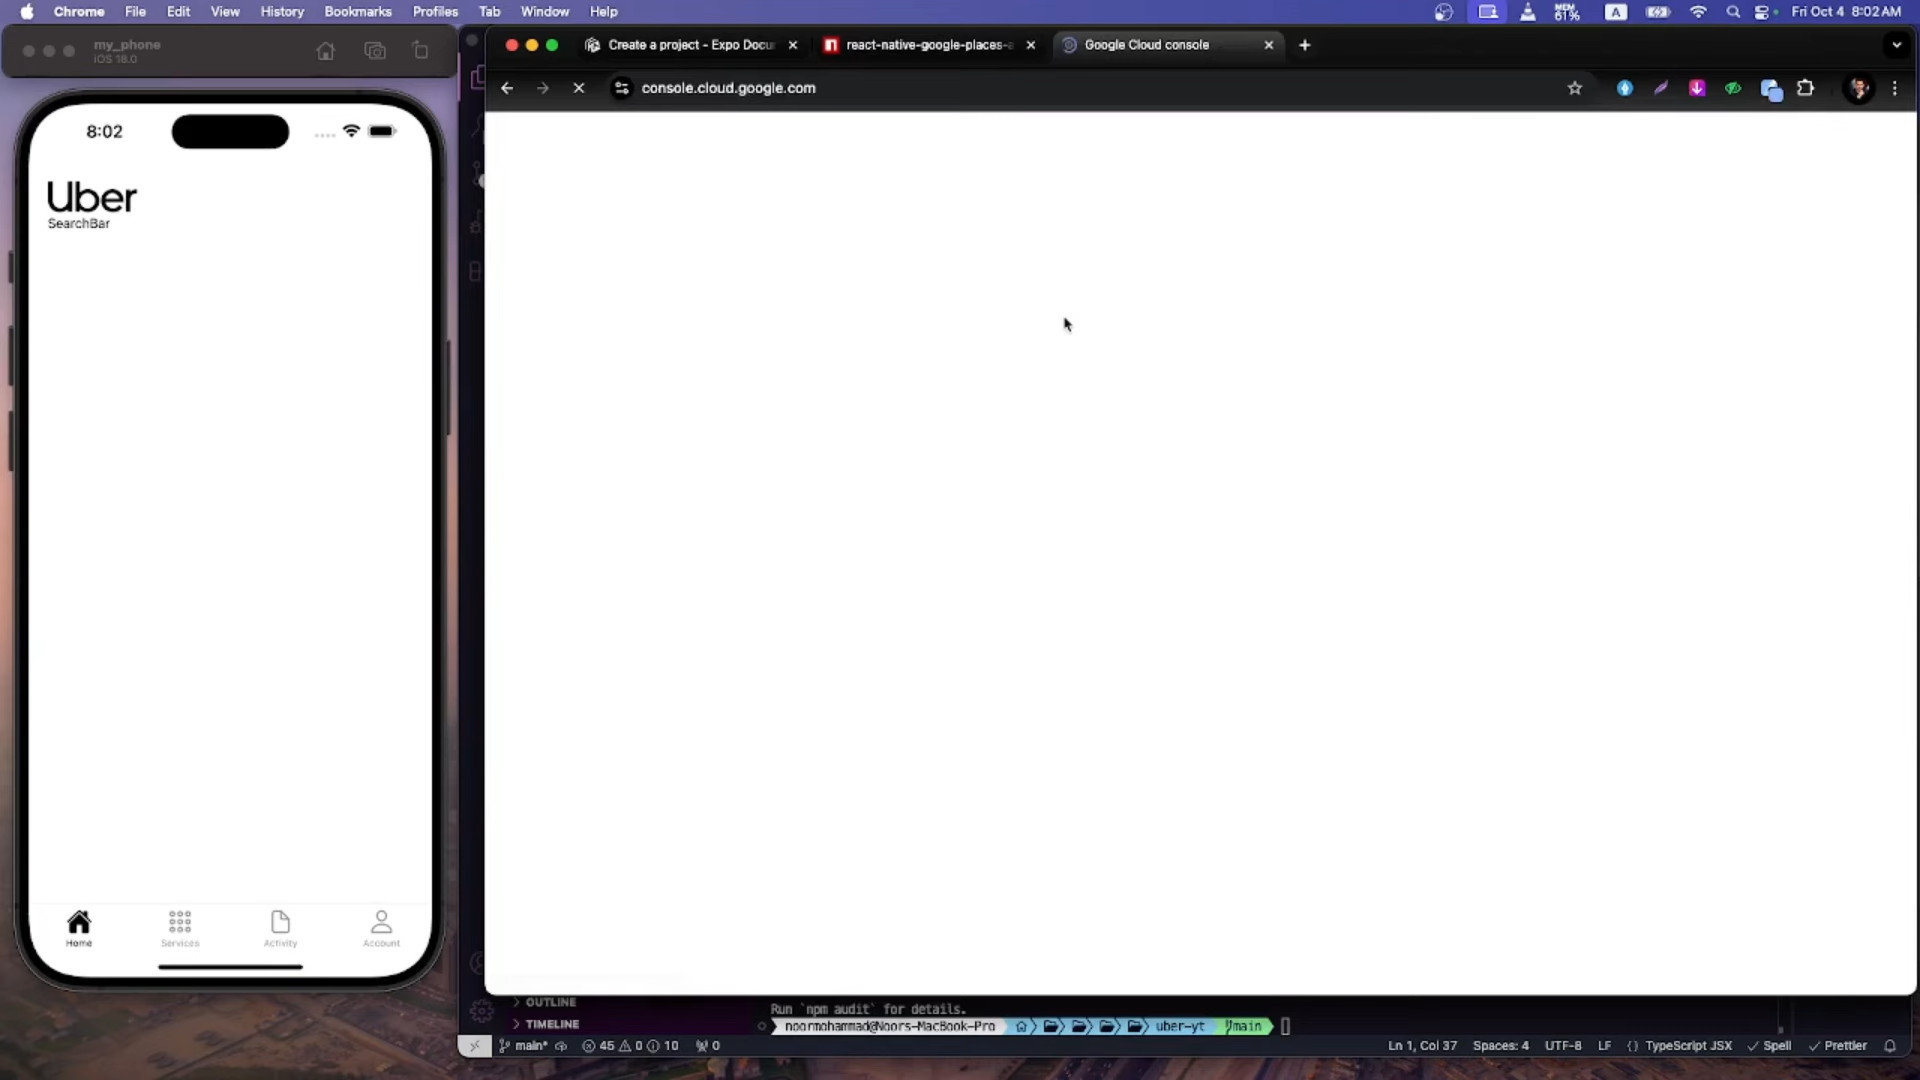 Chrome File Edit View History Bookmarks Profiles Tab Window Help
MEM 61% A Fri Oct 4 8:02 AM
my_phone
iOS 18.0
Create a project - Expo Docu
react-native-google-places-a
Google Cloud console
console.cloud.google.com
8:02
Uber
SearchBar
Home
Services
Activity
Account
OUTLINE
TIMELINE
Run `npm audit` for details.
noormohammad@Noors-MacBook-Pro uber-yt main
main* 45 0 10 0
Ln 1, Col 37 Spaces: 4 UTF-8 LF {} TypeScript JSX Spell Prettier